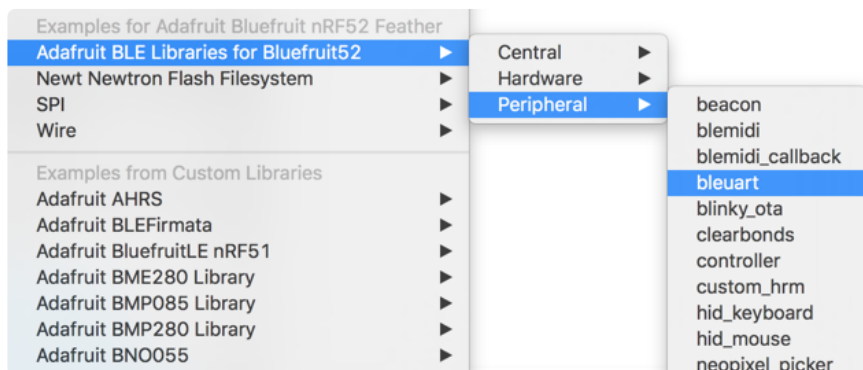 Examples for Adafruit Bluefruit nRF52 Feather
Adafruit BLE Libraries for Bluefruit52
Newt Newtron Flash Filesystem
SPI
Wire
Examples from Custom Libraries
Adafruit AHRS
Adafruit BLEFirmata
Adafruit BluefruitLE nRF51
Adafruit BME280 Library
Adafruit BMP085 Library
Adafruit BMP280 Library
Adafruit BNO055
Central
Hardware
Peripheral
beacon
blemidi
blemidi_callback
bleuart
blinky_ota
clearbonds
controller
custom_hrm
hid_keyboard
hid_mouse
neopixel_picker